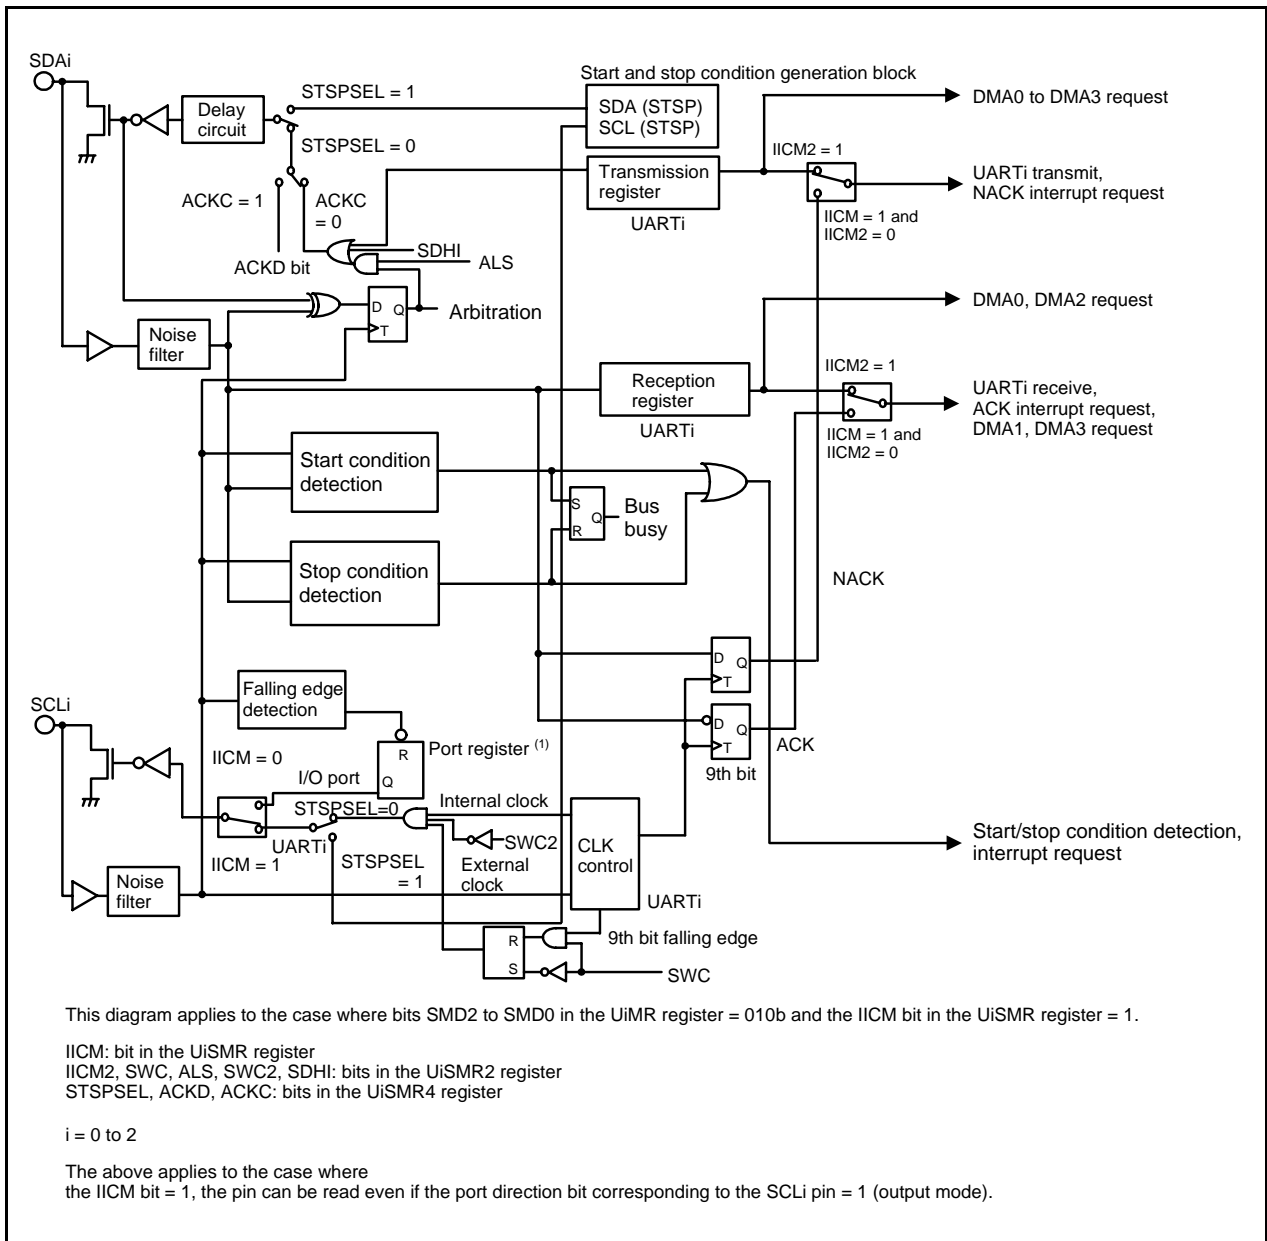 SDAi
STSPSEL = 1
Start and stop condition generation block
SDA (STSP)
SCL (STSP)
DMA0 to DMA3 request
Delay
circuit
STSPSEL = 0
IICM2 = 1
Transmission
register
UARTi
UARTi transmit,
NACK interrupt request
ACKC = 1
ACKC
= 0
IICM = 1 and
IICM2 = 0
SDHI
ALS
ACKD bit
D
Q
T
Arbitration
DMA0, DMA2 request
Noise
filter
IICM2 = 1
Reception
register
UARTi
UARTi receive,
ACK interrupt request,
DMA1, DMA3 request
IICM = 1 and
IICM2 = 0
Start condition
detection
S
Q
R
Bus
busy
Stop condition
detection
NACK
D
Q
T
Falling edge
detection
SCLi
D
Q
T
ACK
9th bit
R
Q
Port register (1)
IICM = 0
I/O port
Internal clock
STSPSEL=0
UARTi
SWC2
CLK
control
Start/stop condition detection,
interrupt request
IICM = 1
STSPSEL
= 1
External
clock
Noise
filter
UARTi
R
S
9th bit falling edge
SWC
This diagram applies to the case where bits SMD2 to SMD0 in the UiMR register = 010b and the IICM bit in the UiSMR register = 1.
IICM: bit in the UiSMR register
IICM2, SWC, ALS, SWC2, SDHI: bits in the UiSMR2 register
STSPSEL, ACKD, ACKC: bits in the UiSMR4 register
i = 0 to 2
The above applies to the case where
the IICM bit = 1, the pin can be read even if the port direction bit corresponding to the SCLi pin = 1 (output mode).